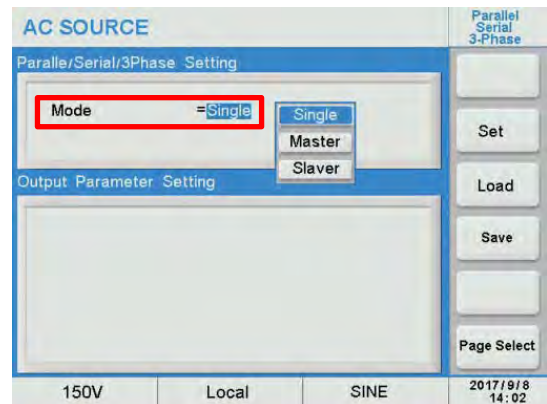 AC SOURCE
Parallel
Serial
3-Phase
Paralle/Serial/3Phase Setting
Mode =Single
Single
Master
Slaver
Output Parameter Setting
Set
Load
Save
Page Select
150V Local SINE
2017/9/8
14:02